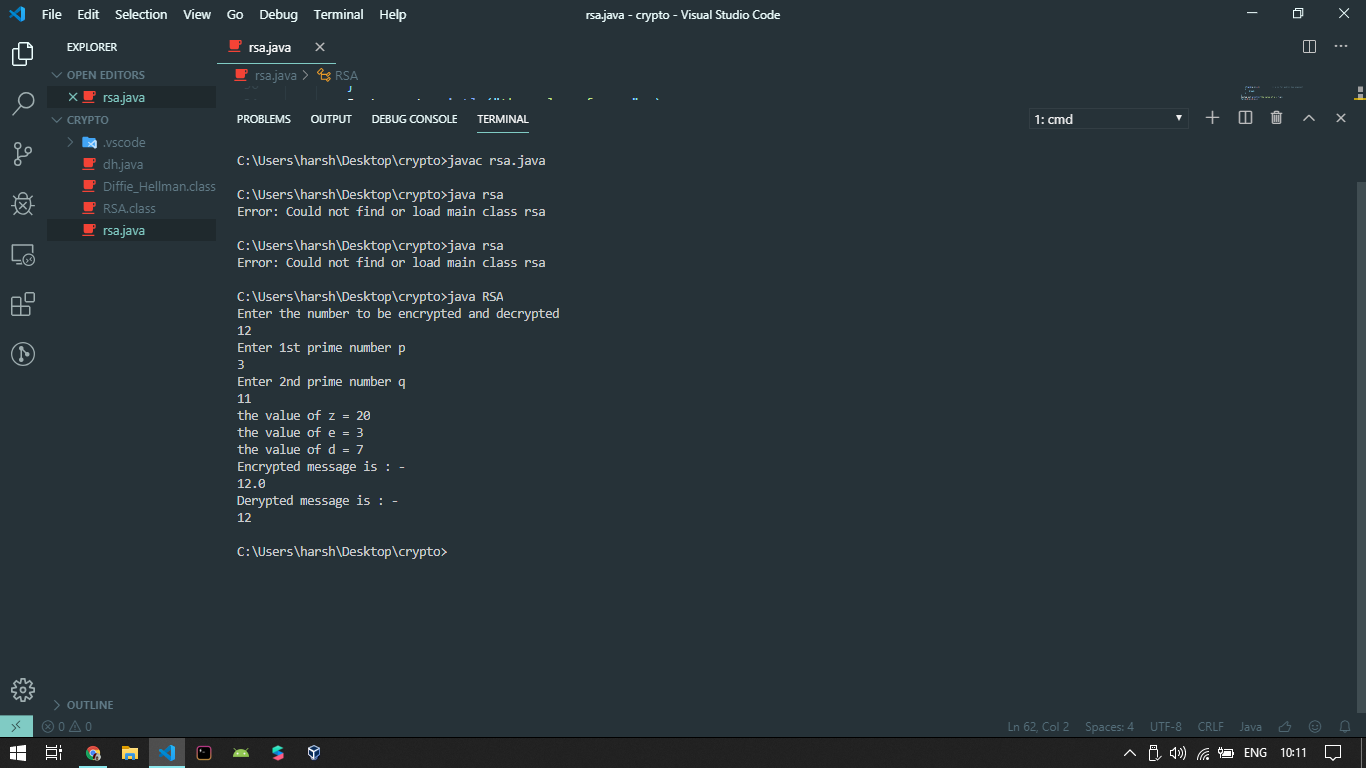 File Edit Selection View Go Debug Terminal Help
rsa.java - crypto - Visual Studio Code
EXPLORER
OPEN EDITORS
rsa.java
CRYPTO
.vscode
dh.java
Diffie_Hellman.class
RSA.class
rsa.java
OUTLINE
rsa.java
rsa.java > RSA
PROBLEMS OUTPUT DEBUG CONSOLE TERMINAL
1: cmd
C:\Users\harsh\Desktop\crypto>javac rsa.java
C:\Users\harsh\Desktop\crypto>java rsa
Error: Could not find or load main class rsa
C:\Users\harsh\Desktop\crypto>java rsa
Error: Could not find or load main class rsa
C:\Users\harsh\Desktop\crypto>java RSA
Enter the number to be encrypted and decrypted
12
Enter 1st prime number p
3
Enter 2nd prime number q
11
the value of z = 20
the value of e = 3
the value of d = 7
Encrypted message is : -
12.0
Derypted message is : -
12
C:\Users\harsh\Desktop\crypto>
0 0
Ln 62, Col 2 Spaces: 4 UTF-8 CRLF Java
ENG 10:11